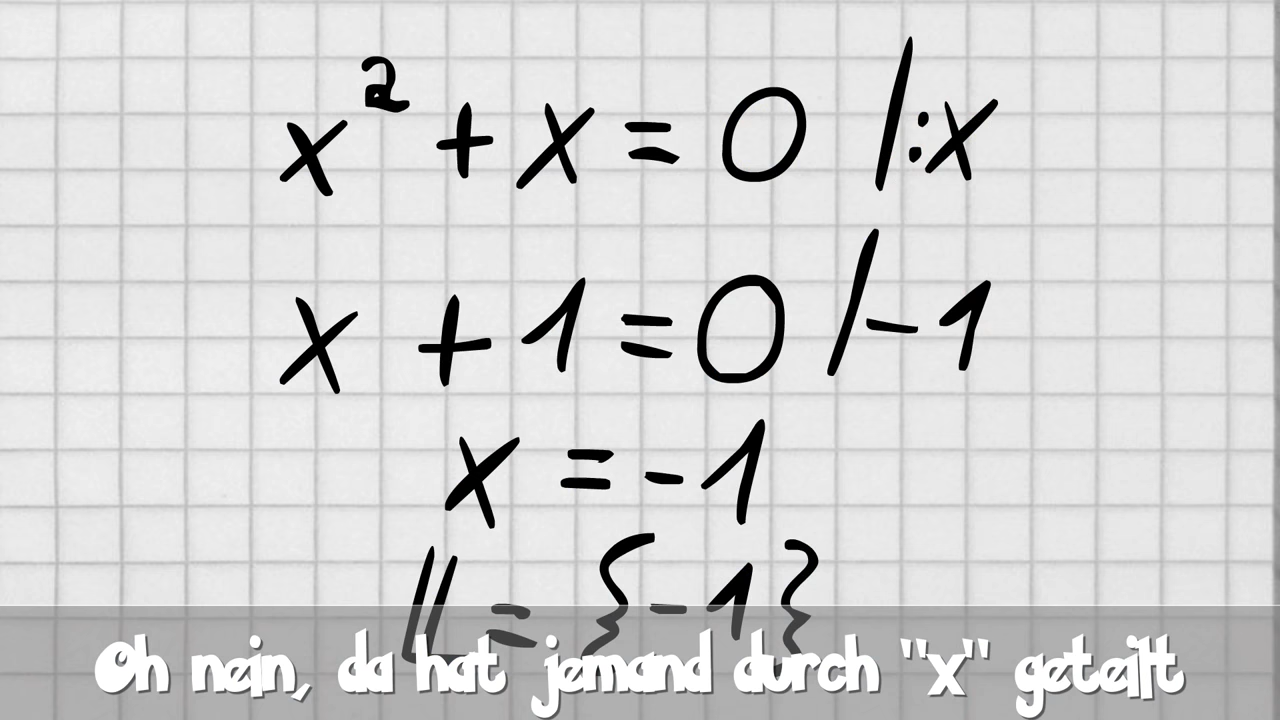 x² + x = 0 |:x
x + 1 = 0 |-1
x = -1
𝕃 = {-1}
Oh nein, da hat jemand durch "x" geteilt